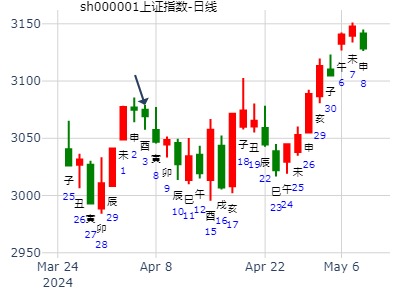 sh000001上证指数-日线
3150
3100
3050
3000
2950
子
25
丑
26
寅
27
卯
28
辰
29
未
1
申
2
酉
3
寅
8
卯
9
辰
10
巳
11
午
12
酉
15
戌
16
亥
17
子
18
丑
19
辰
22
巳
23
午
24
未
25
申
26
亥
29
子
30
午
6
未
7
申
8
Mar 24
2024
Apr 8
Apr 22
May 6